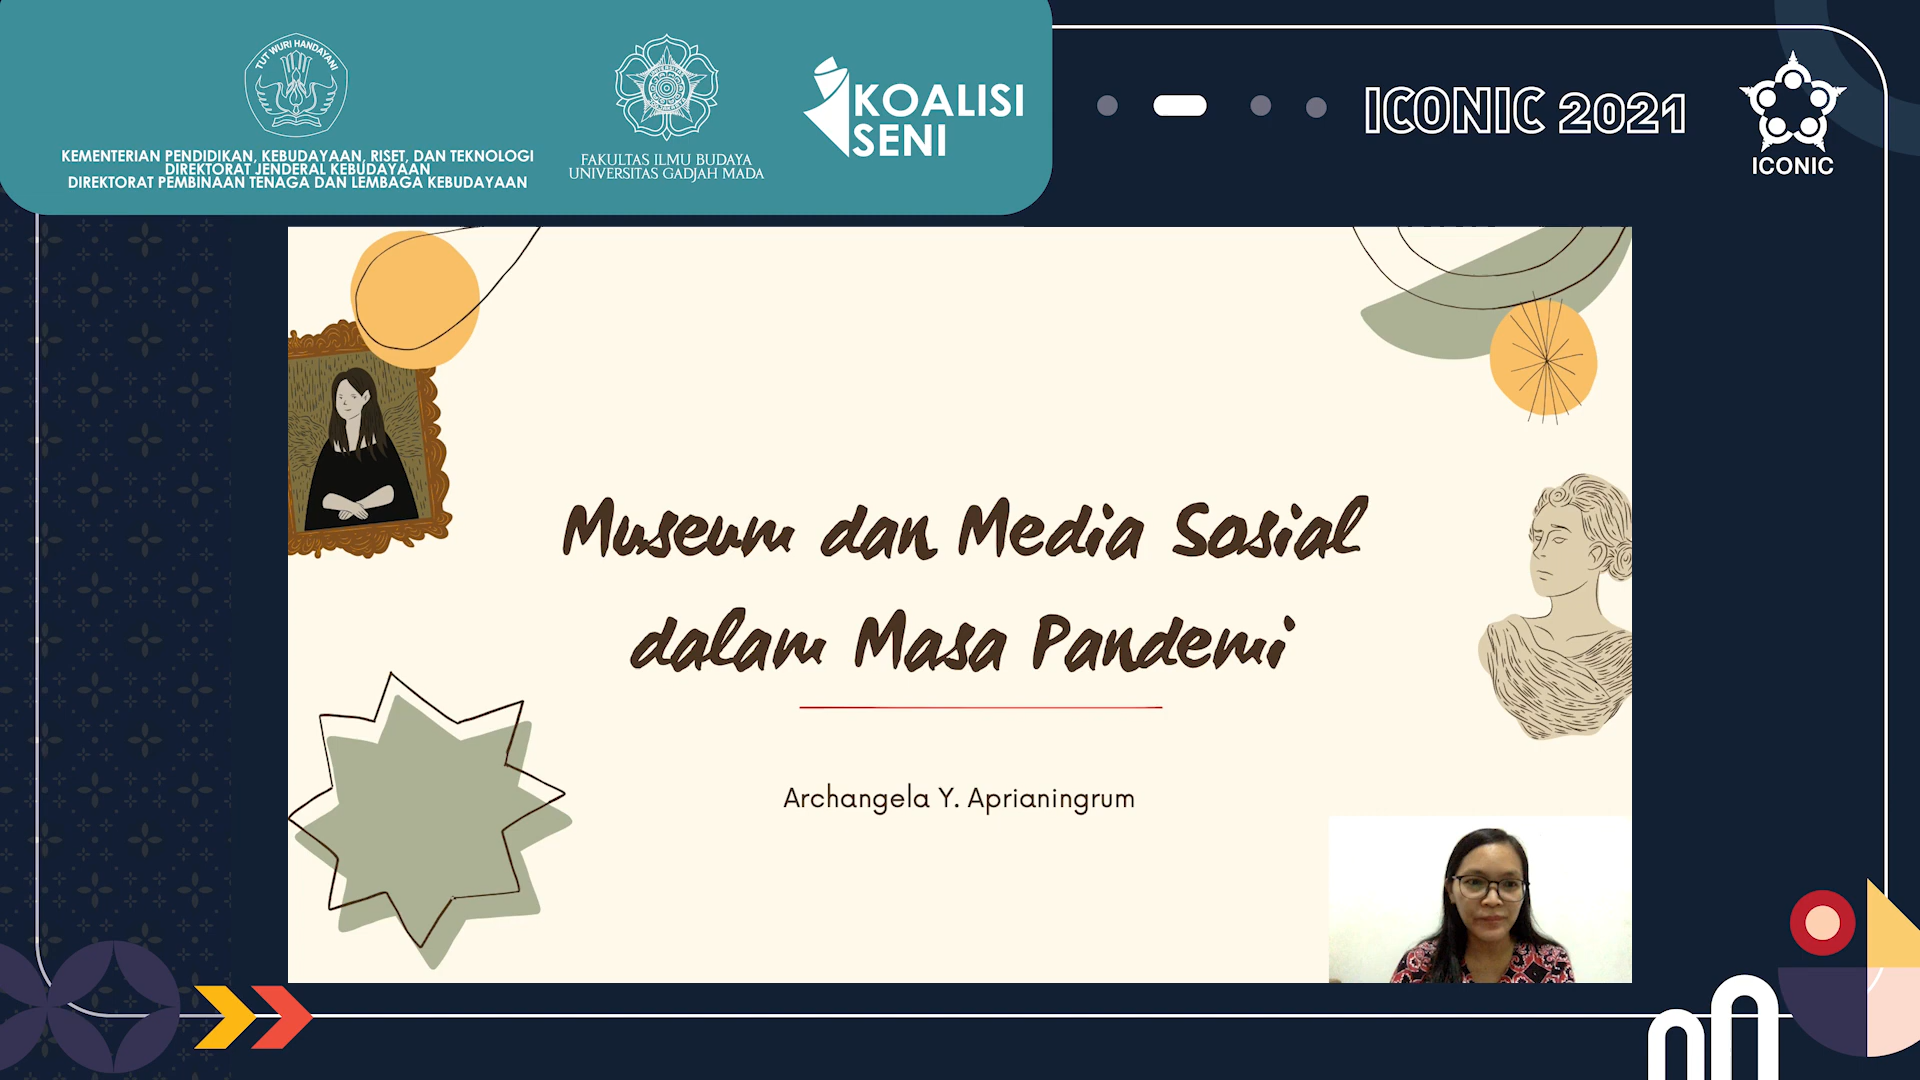 TUT WURI HANDAYANI
KEMENTERIAN PENDIDIKAN, KEBUDAYAAN, RISET, DAN TEKNOLOGI
DIREKTORAT JENDERAL KEBUDAYAAN
DIREKTORAT PEMBINAAN TENAGA DAN LEMBAGA KEBUDAYAAN
FAKULTAS ILMU BUDAYA
UNIVERSITAS GADJAH MADA
KOALISI
SENI
ICONIC 2021
ICONIC
Museum dan Media Sosial
dalam Masa Pandemi
Archangela Y. Aprianingrum